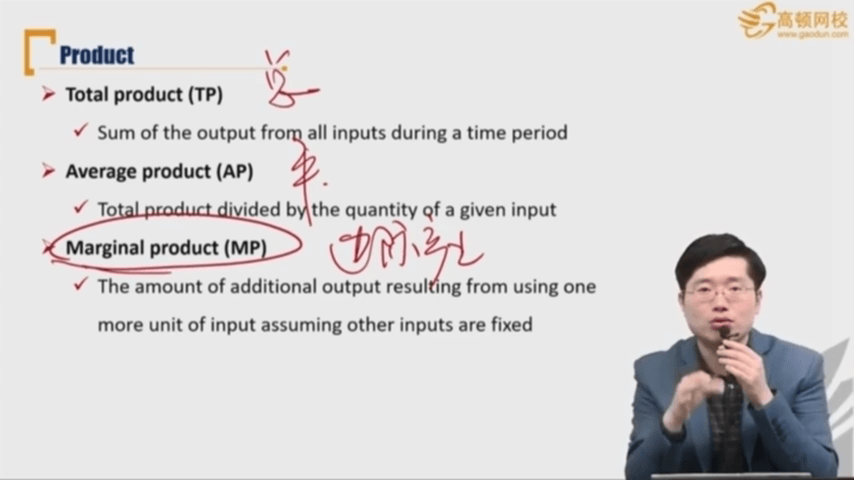 高顿网校
www.gaodun.com
Product
Total product (TP)
总
Sum of the output from all inputs during a time period
Average product (AP)
平
Total product divided by the quantity of a given input
Marginal product (MP)
边际产
The amount of additional output resulting from using one
more unit of input assuming other inputs are fixed